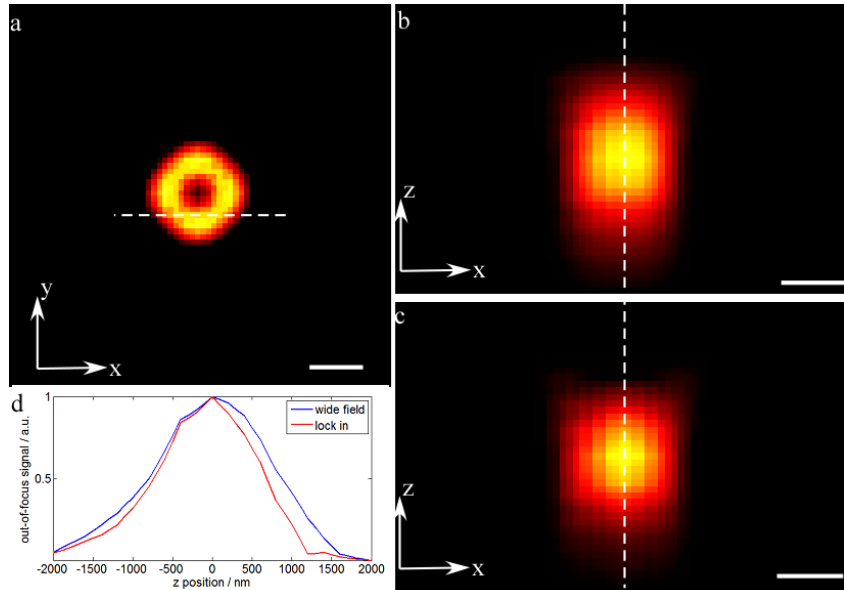 a
y
x
b
z
x
c
z
x
d
wide field
lock in
out-of-focus signal / a.u.
1
0.5
-2000 -1500 -1000 -500 0 500 1000 1500 2000
z position / nm